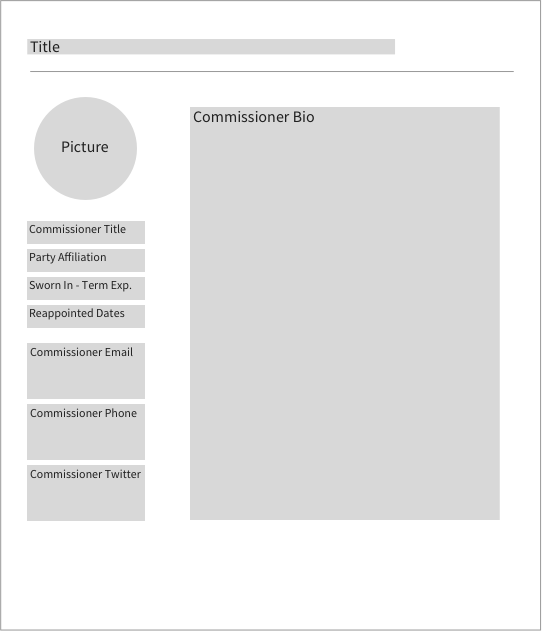 Title
Picture
Commissioner Title
Party Affiliation
Sworn In - Term Exp.
Reappointed Dates
Commissioner Email
Commissioner Phone
Commissioner Twitter
Commissioner Bio